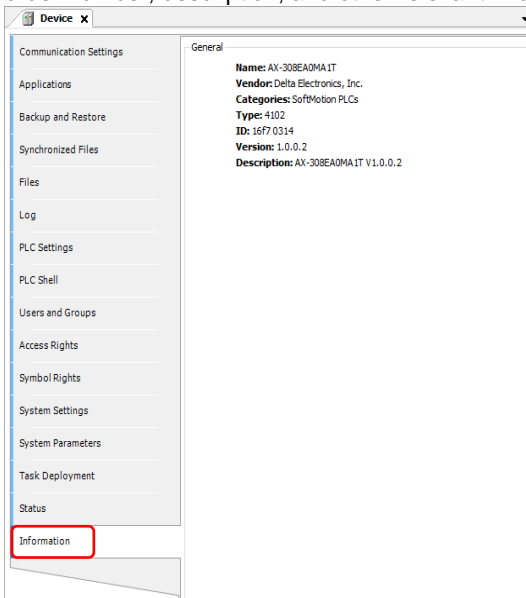 Device X
Communication Settings
Applications
Backup and Restore
Synchronized Files
Files
Log
PLC Settings
PLC Shell
Users and Groups
Access Rights
Symbol Rights
System Settings
System Parameters
Task Deployment
Status
Information
General
Name: AX-308EA0MA1T
Vendor: Delta Electronics, Inc.
Categories: SoftMotion PLCs
Type: 4102
ID: 16f7 0314
Version: 1.0.0.2
Description: AX-308EA0MA1T V1.0.0.2